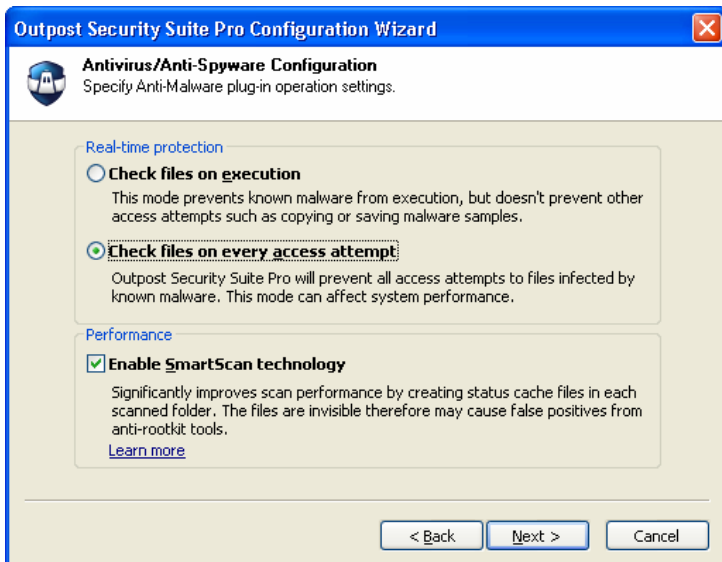 Outpost Security Suite Pro Configuration Wizard
Antivirus/Anti-Spyware Configuration
Specify Anti-Malware plug-in operation settings.
Real-time protection
Check files on execution
This mode prevents known malware from execution, but doesn't prevent other
access attempts such as copying or saving malware samples.
Check files on every access attempt
Outpost Security Suite Pro will prevent all access attempts to files infected by
known malware. This mode can affect system performance.
Performance
Enable SmartScan technology
Significantly improves scan performance by creating status cache files in each
scanned folder. The files are invisible therefore may cause false positives from
anti-rootkit tools.
Learn more
< Back
Next >
Cancel